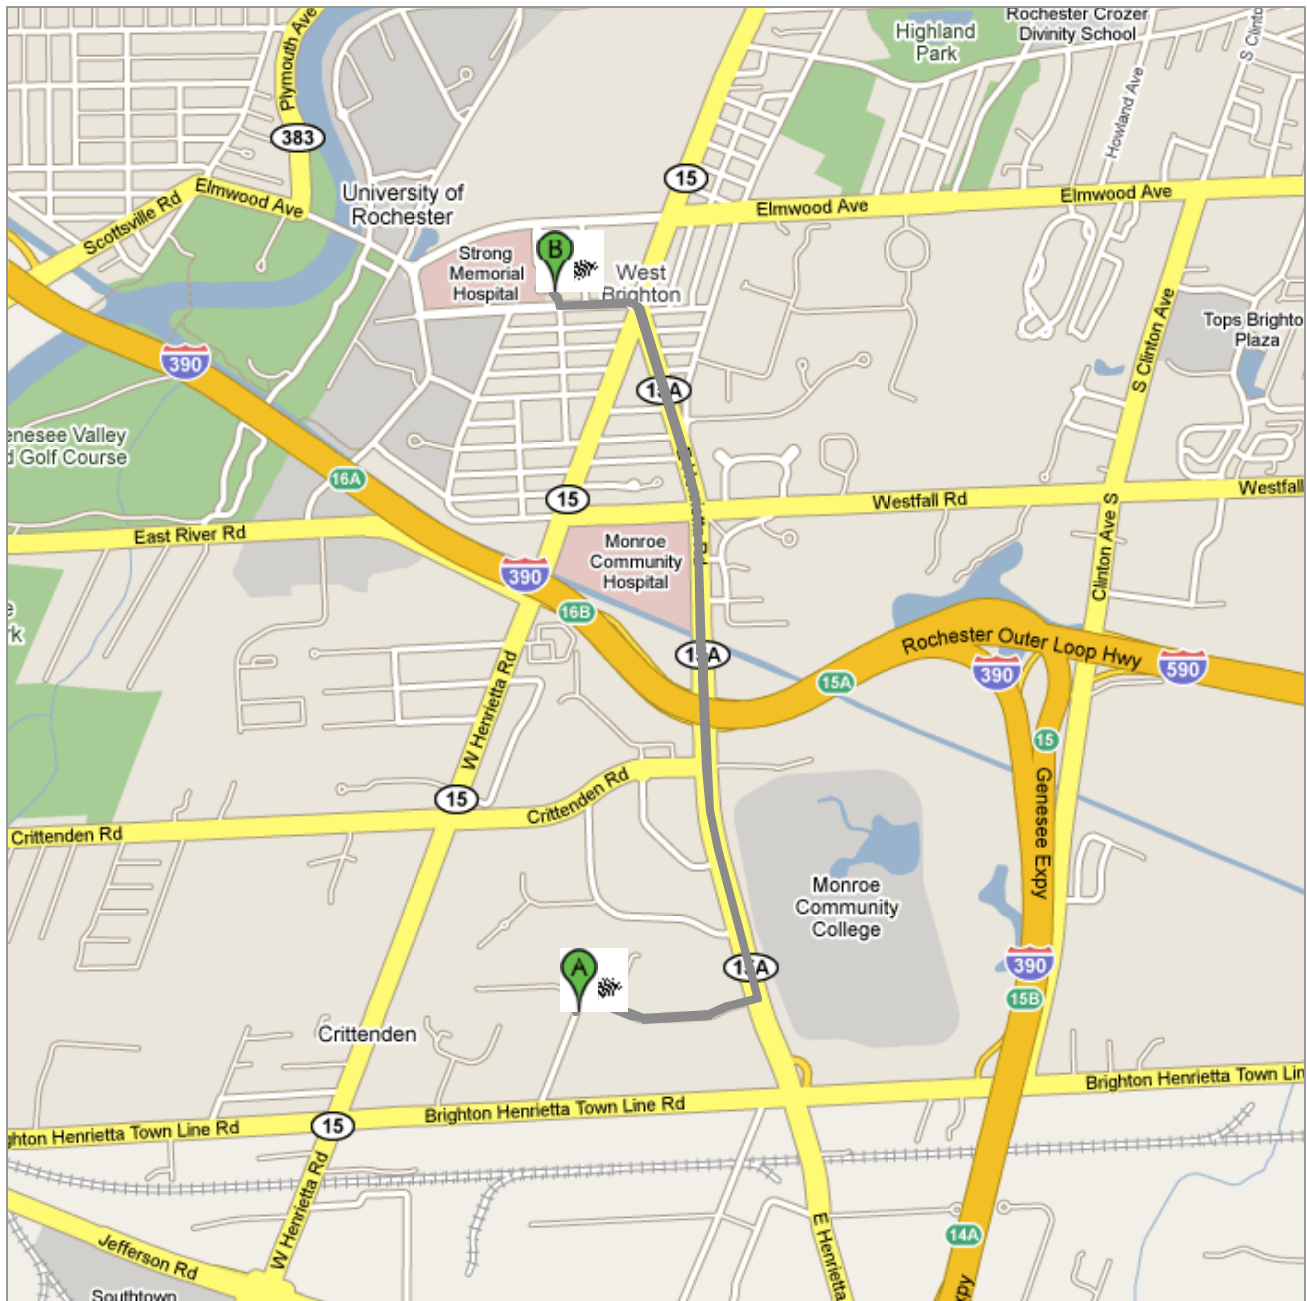 Plymouth Ave
383
Highland
Park
Rochester Crozer
Divinity School
S Clinto
Howland Ave
15
Elmwood Ave
Elmwood Ave
Elmwood Ave
Scottsville Rd
University of
Rochester
Strong
Memorial
Hospital
B
West
Brighton
Tops Brighto
Plaza
S Clinton Ave
390
15A
enesee Valley
d Golf Course
16A
15
Westfall Rd
Westfall
East River Rd
Monroe
Community
Hospital
390
16B
Clinton Ave S
15A
Rochester Outer Loop Hwy
390
590
15A
W Henrietta Rd
15
Genesee Expy
15
Crittenden Rd
Crittenden Rd
Monroe
Community
College
A
15A
390
15B
Crittenden
Brighton Henrietta Town Lin
Brighton Henrietta Town Line Rd
ghton Henrietta Town Line Rd
15
W Henrietta Rd
E Henrietta
14A
Jefferson Rd
xpy
Southtown